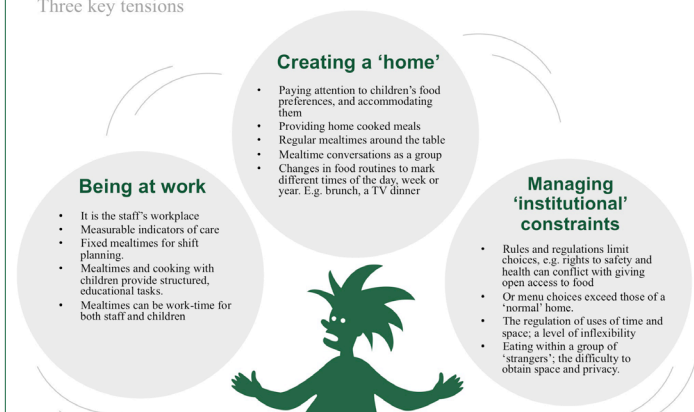 Three key tensions
Creating a ‘home’
• Paying attention to children’s food
preferences, and accommodating
them
• Providing home cooked meals
• Regular mealtimes around the table
• Mealtime conversations as a group
• Changes in food routines to mark
different times of the day, week or
year. E.g. brunch, a TV dinner
Being at work
• It is the staff’s workplace
• Measurable indicators of care
• Fixed mealtimes for shift
planning.
• Mealtimes and cooking with
children provide structured,
educational tasks.
• Mealtimes can be work-time for
both staff and children
Managing
‘institutional’
constraints
• Rules and regulations limit
choices, e.g. rights to safety and
health can conflict with giving
open access to food
• Or menu choices exceed those of a
‘normal’ home.
• The regulation of uses of time and
space; a level of inflexibility
• Eating within a group of
‘strangers’; the difficulty to
obtain space and privacy.